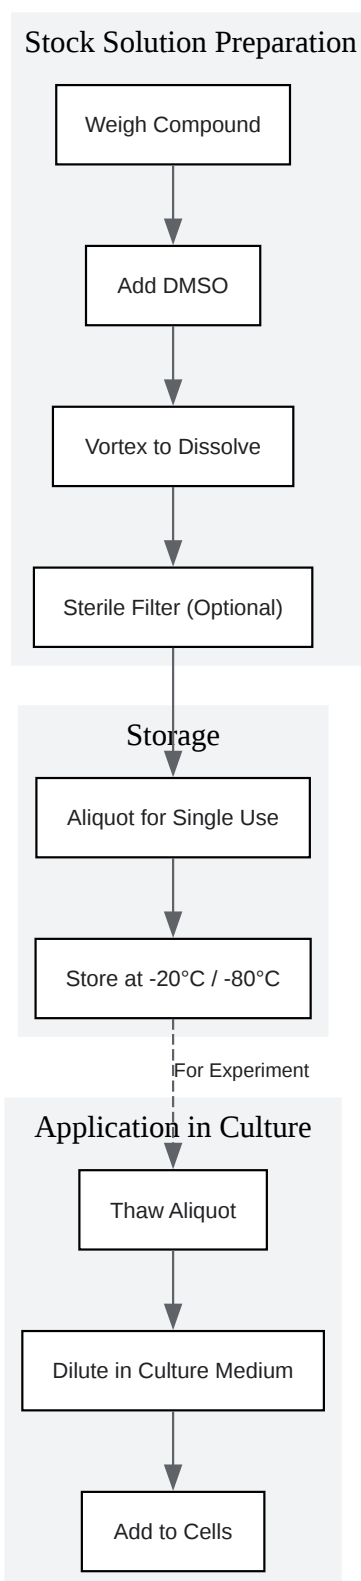 Stock Solution Preparation
Weigh Compound
Add DMSO
Vortex to Dissolve
Sterile Filter (Optional)
Storage
Aliquot for Single Use
Store at -20°C / -80°C
For Experiment
Application in Culture
Thaw Aliquot
Dilute in Culture Medium
Add to Cells